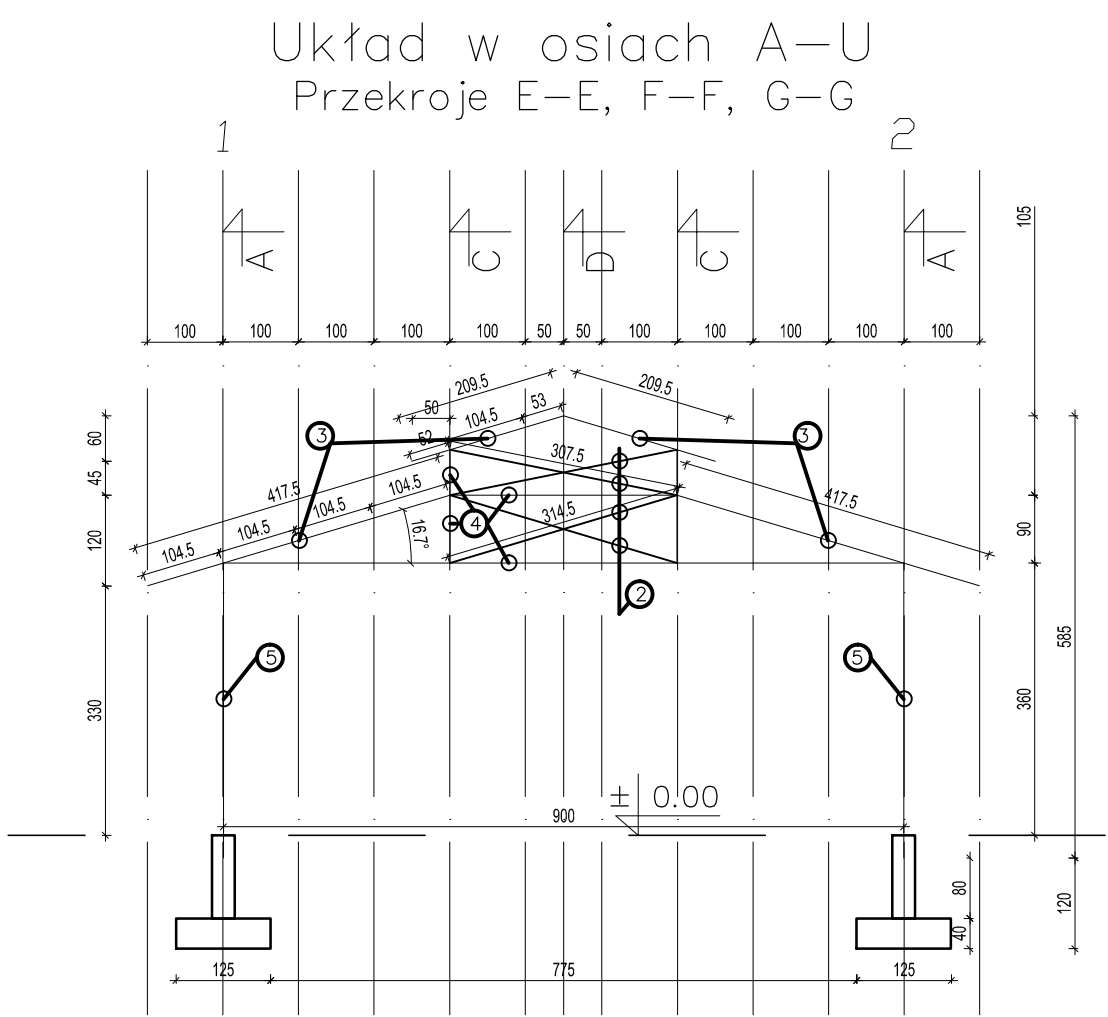 Układ w osiach A–U
Przekroje E–E, F–F, G–G
1 2
A C D C A
105
100 100 100 100 100 50 50 100 100 100 100 100
209.5 209.5
50 104.5 53
60 3 52 307.5 3
45 417.5 104.5 417.5
120 104.5 104.5 104.5 16.7° 4 314.5 90
2
5 5 585
330 360
± 0.00
900
80
40 120
125 775 125